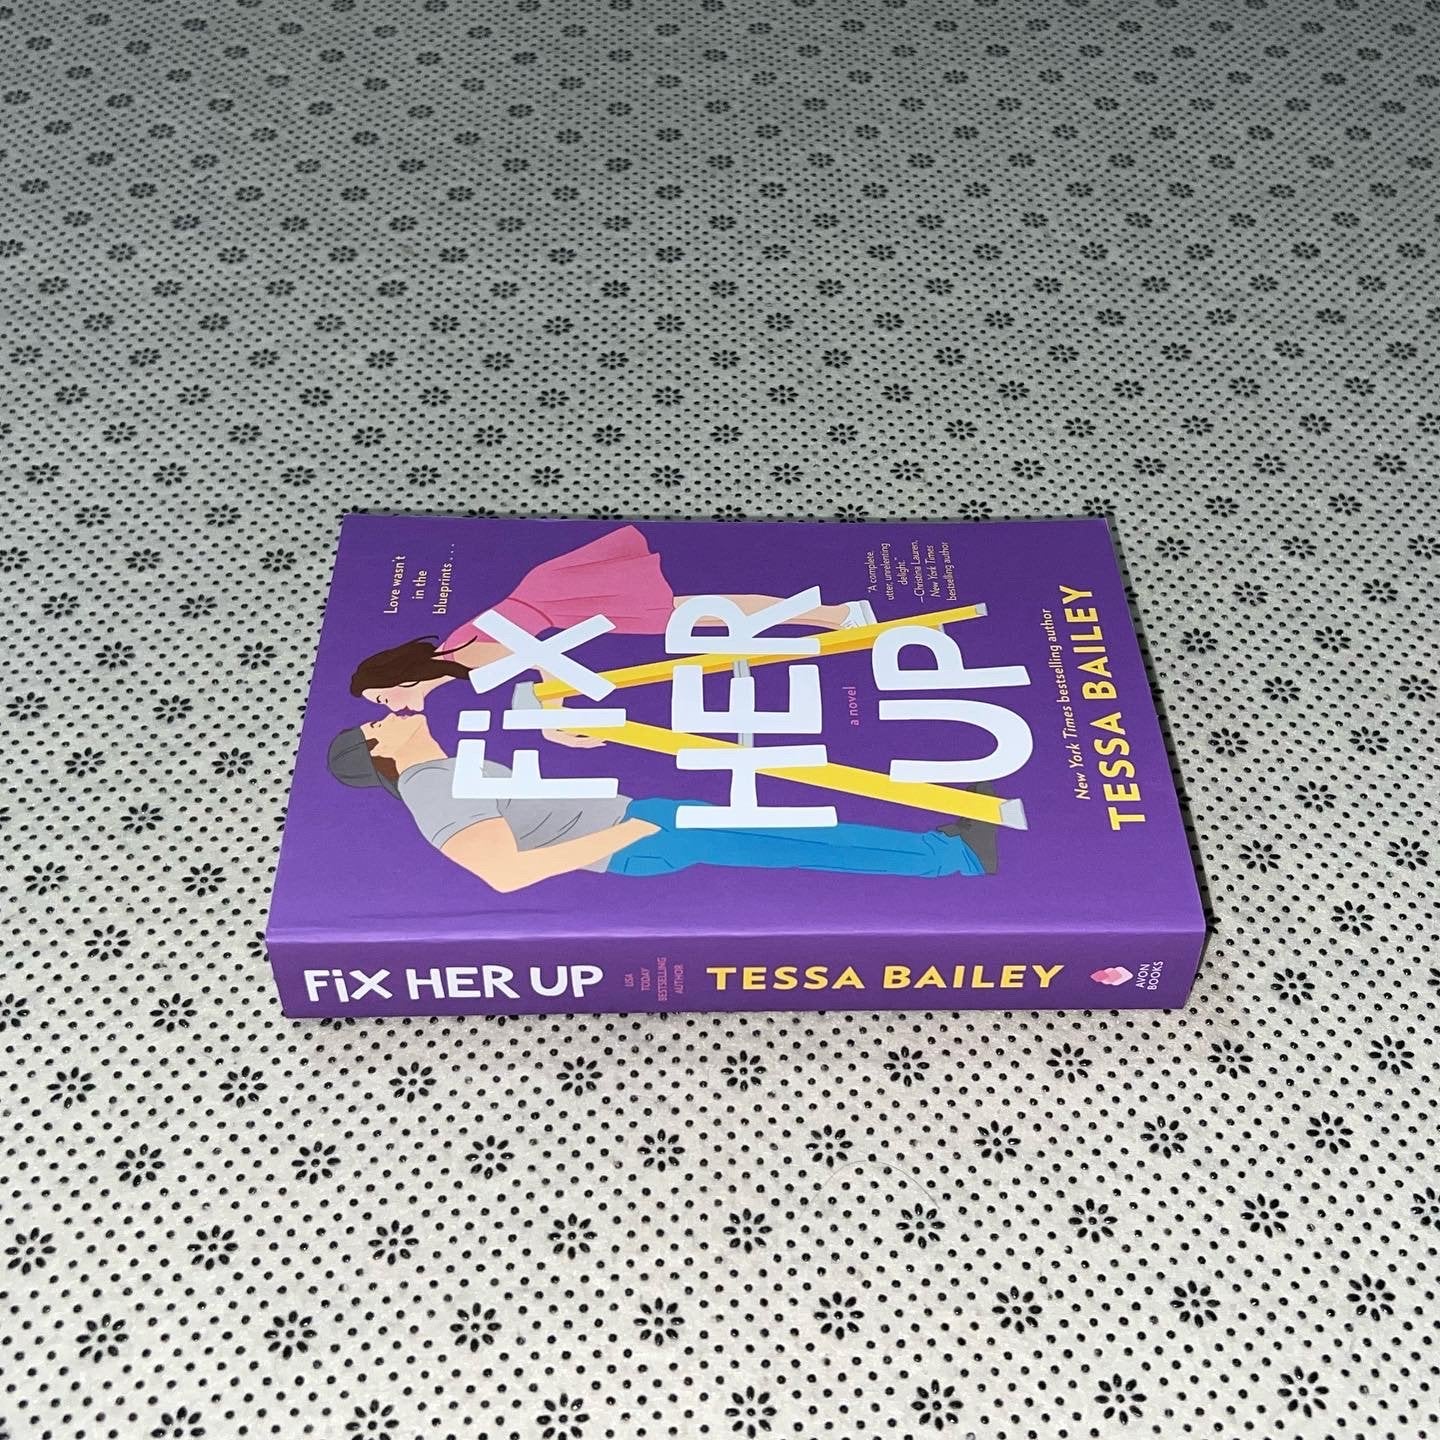 Love wasn't
in the
blueprints . . .
FiX
HER
UP
a novel
"A complete,
utter, unrelenting
delight."
—Christina Lauren,
New York Times
bestselling author
New York Times bestselling author
TESSA BAILEY
FiX HER UP
USA
TODAY
BESTSELLING
AUTHOR
TESSA BAILEY
AVON
BOOKS